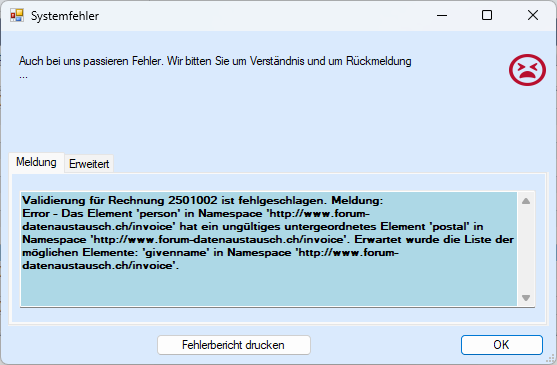 Systemfehler
Auch bei uns passieren Fehler. Wir bitten Sie um Verständnis und um Rückmeldung
...
Meldung
Erweitert
Validierung für Rechnung 2501002 ist fehlgeschlagen. Meldung:
Error - Das Element 'person' in Namespace 'http://www.forum-
datenaustausch.ch/invoice' hat ein ungültiges untergeordnetes Element 'postal' in
Namespace 'http://www.forum-datenaustausch.ch/invoice'. Erwartet wurde die Liste der
möglichen Elemente: 'givenname' in Namespace 'http://www.forum-
datenaustausch.ch/invoice'.
Fehlerbericht drucken
OK